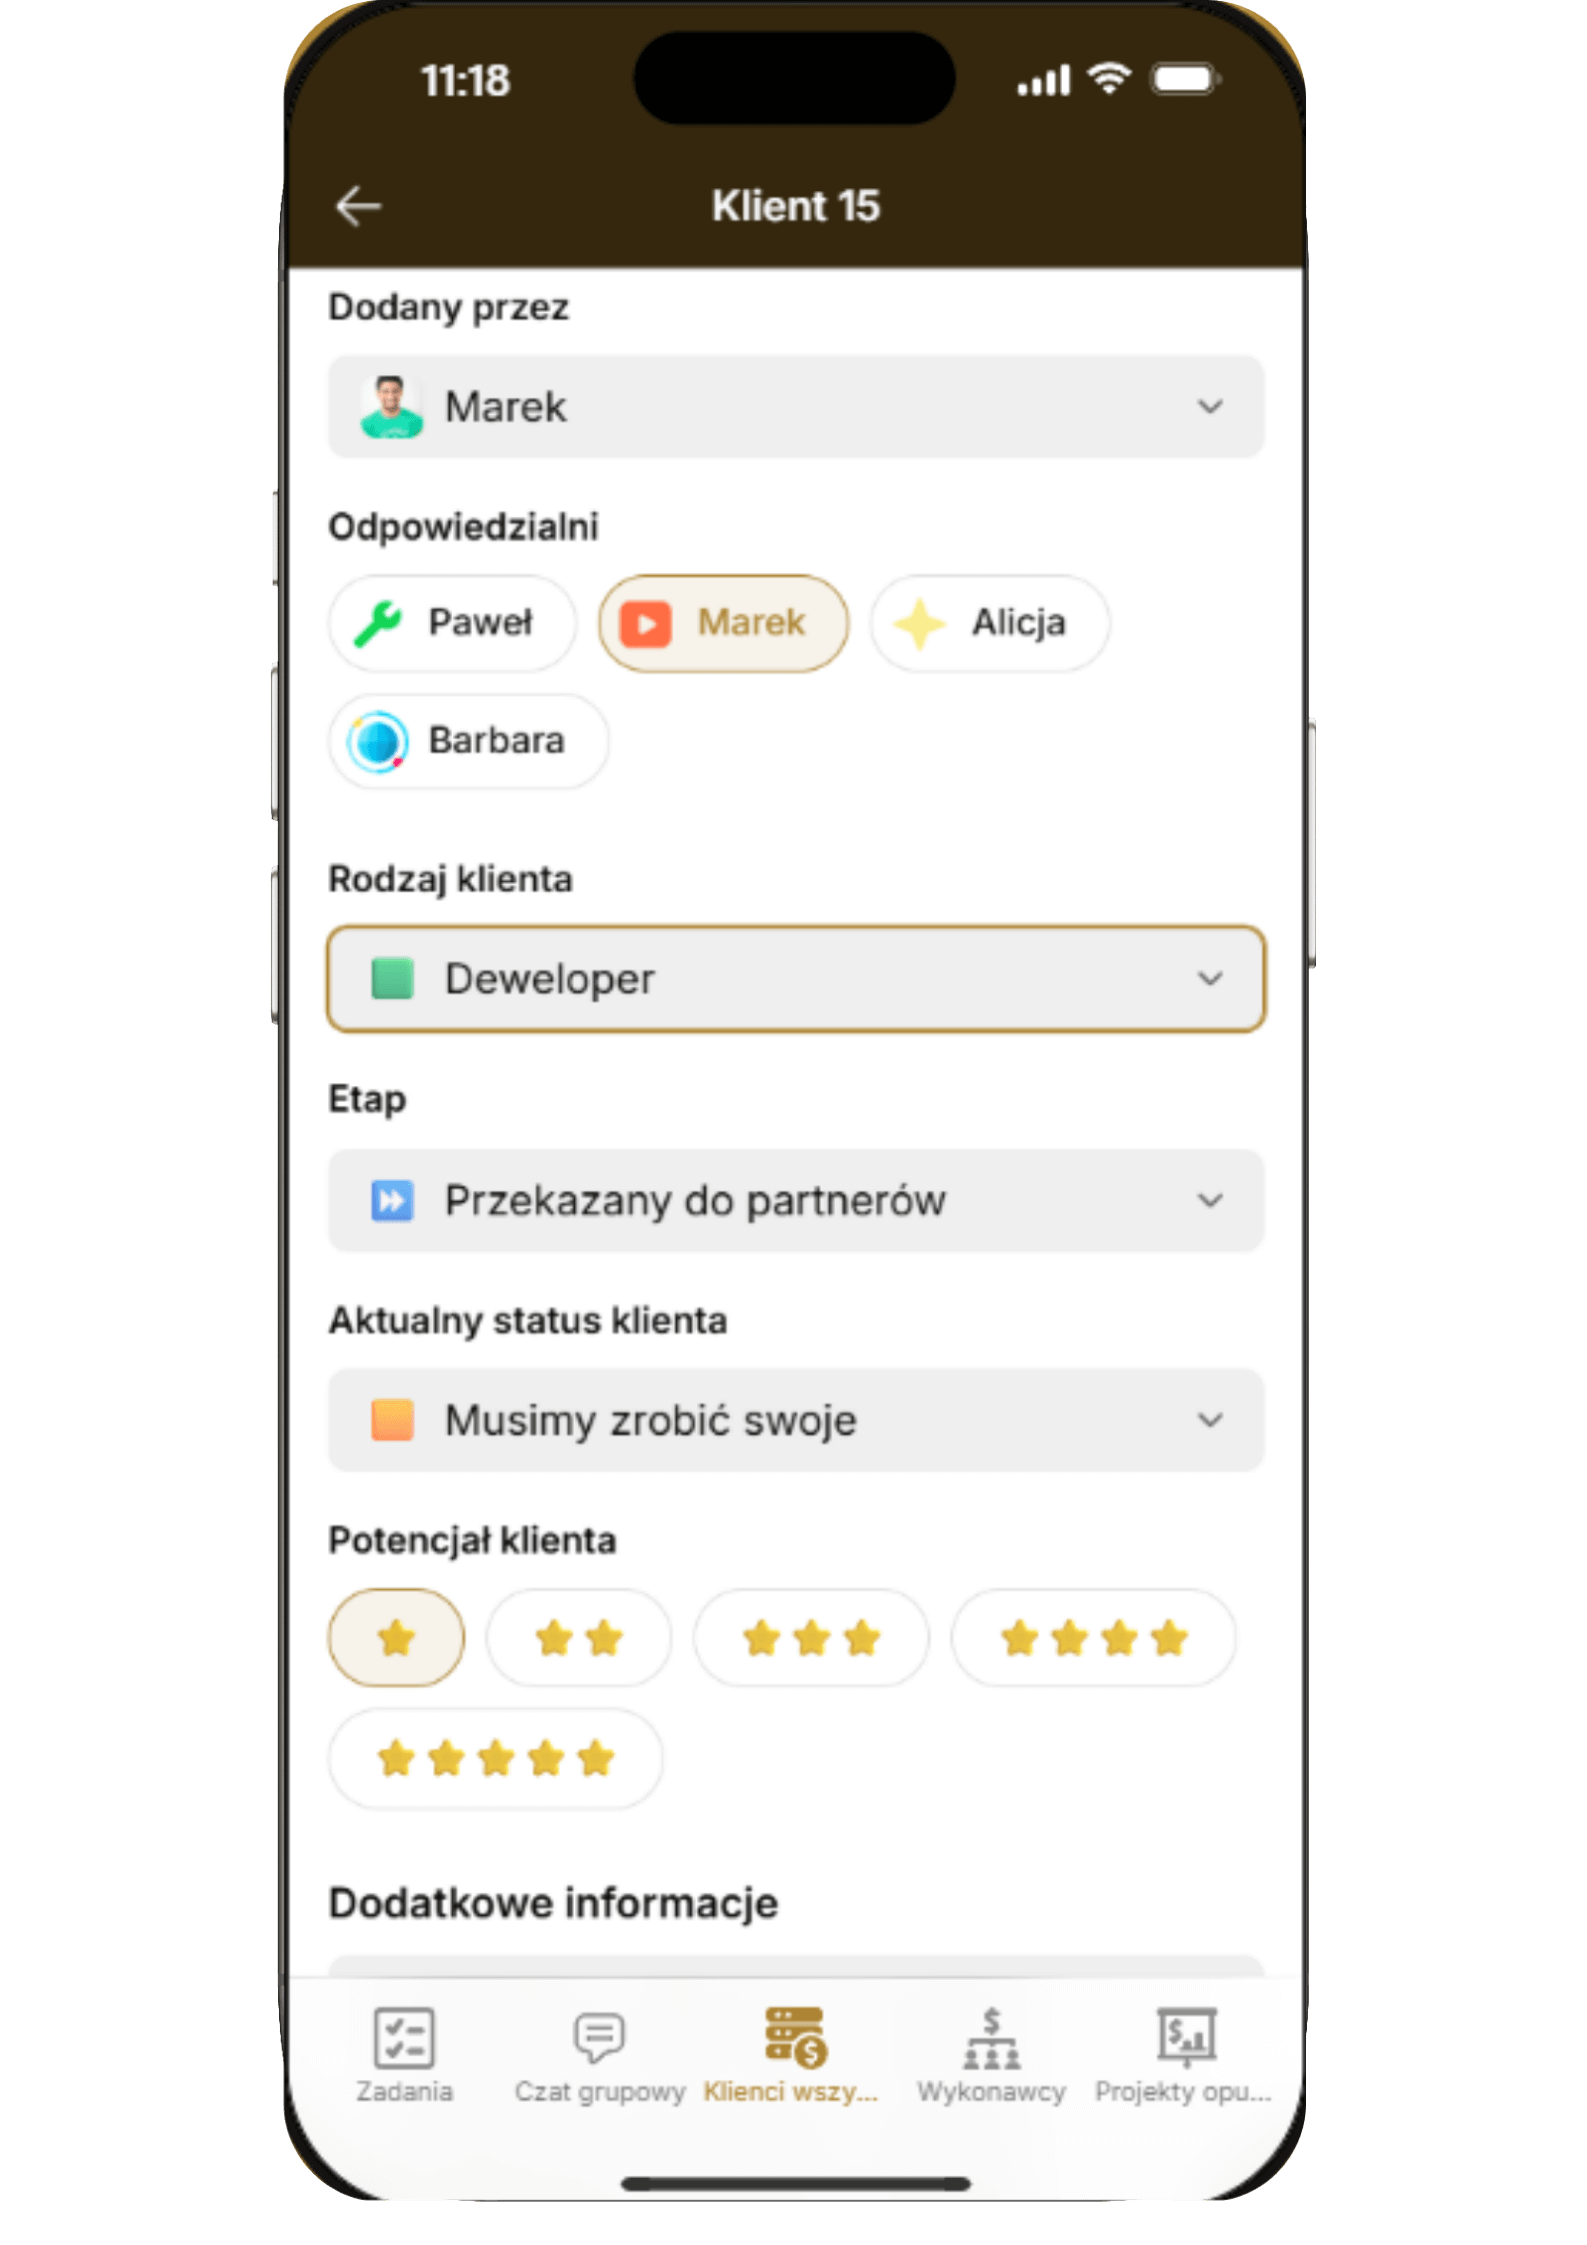 11:18
Klient 15
Dodany przez
Marek
Odpowiedzialni
Paweł Marek Alicja
Barbara
Rodzaj klienta
Deweloper
Etap
Przekazany do partnerów
Aktualny status klienta
Musimy zrobić swoje
Potencjał klienta
Dodatkowe informacje
Zadania Czat grupowy Klienci wszy... Wykonawcy Projekty opu...